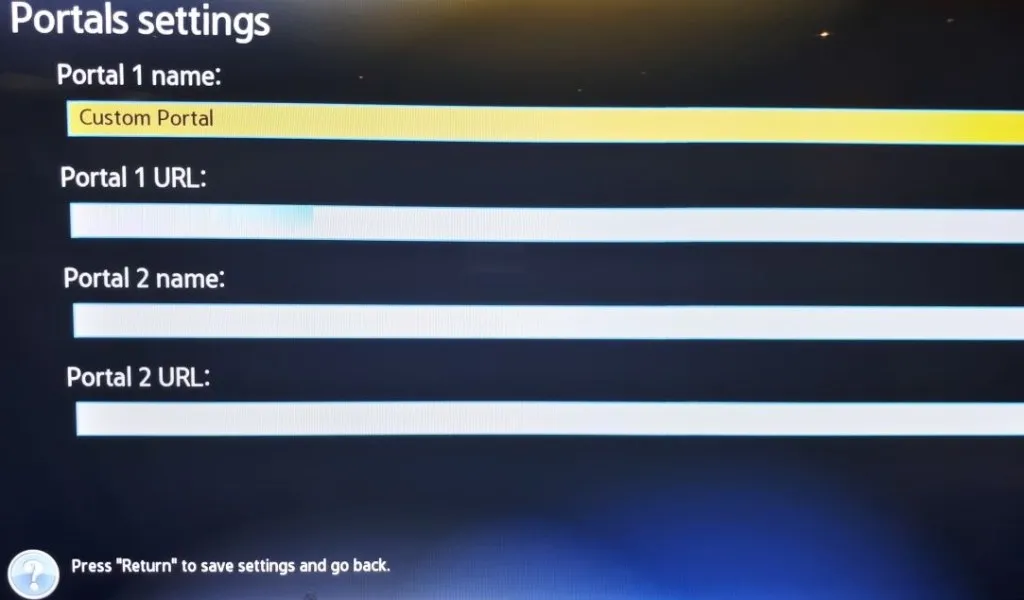 Portals settings
Portal 1 name:
Custom Portal
Portal 1 URL:
Portal 2 name:
Portal 2 URL:
Press "Return" to save settings and go back.